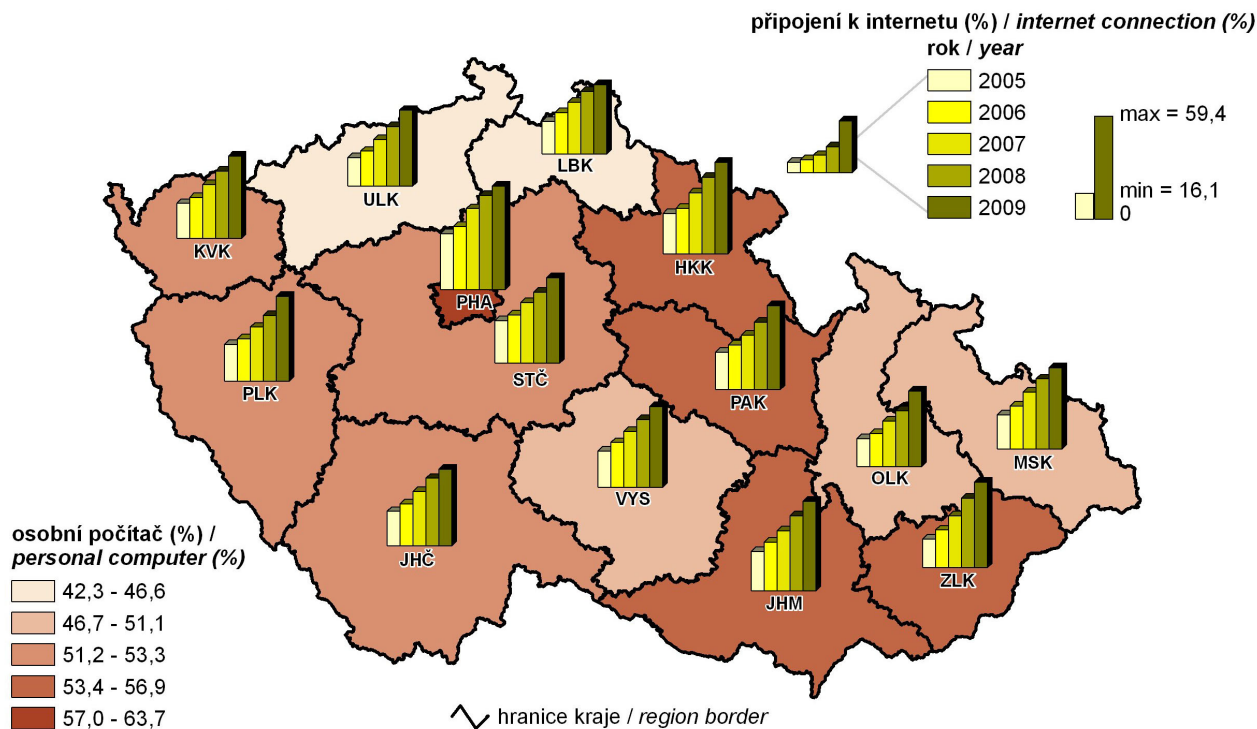 připojení k internetu (%) / internet connection (%)
rok / year
2005
2006
2007
2008
2009
max = 59,4
min = 16,1
0
LBK
ULK
KVK
HKK
PHA
STČ
PLK
PAK
MSK
OLK
VYS
JHČ
ZLK
JHM
osobní počítač (%) /
personal computer (%)
42,3 - 46,6
46,7 - 51,1
51,2 - 53,3
53,4 - 56,9
57,0 - 63,7
hranice kraje / region border